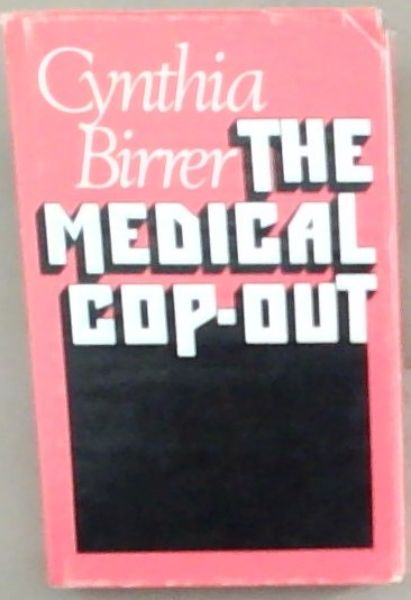 Cynthia
Birrer
THE
MEDICAL
COP-OUT